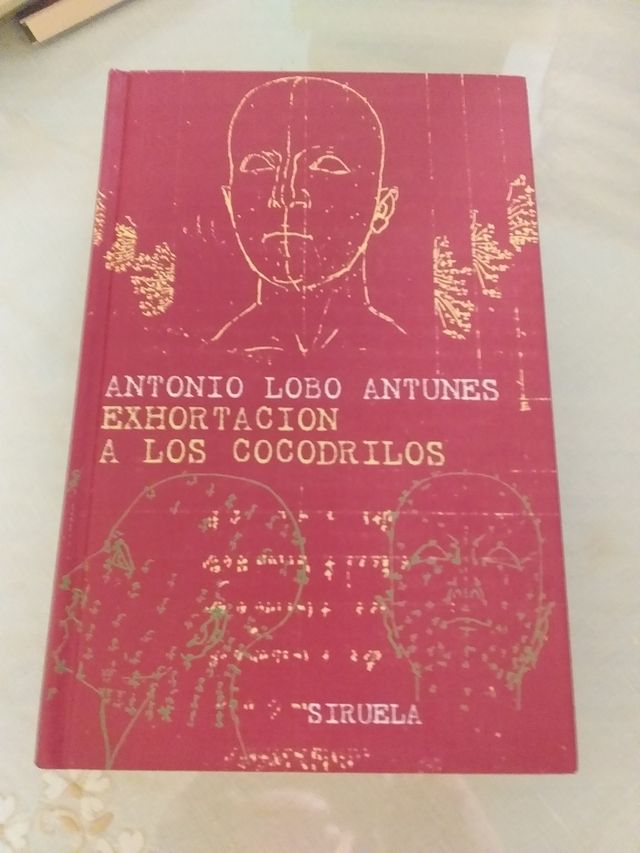 ANTONIO LOBO ANTUNES
EXHORTACION
A LOS COCODRILOS
SIRUELA